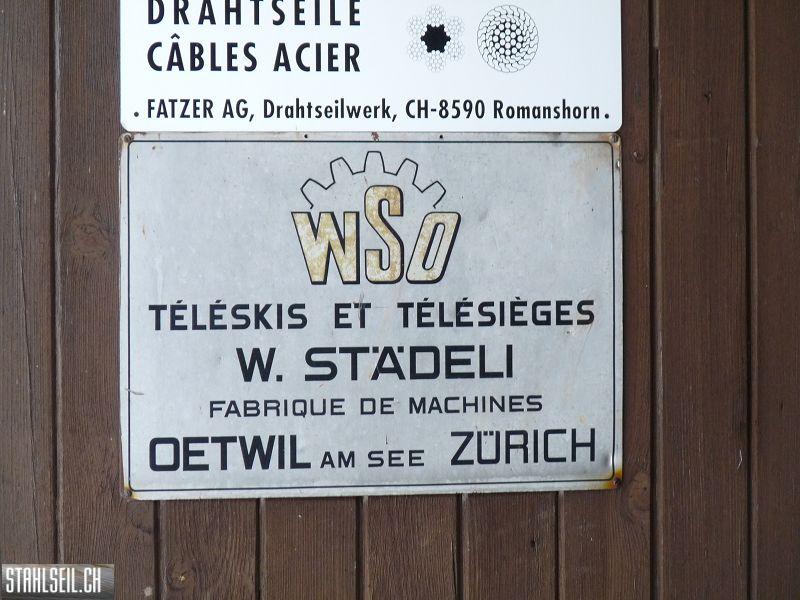 DRAHTSEILE
CÂBLES ACIER
. FATZER AG, Drahtseilwerk, CH-8590 Romanshorn .
WSO
TÉLÉSKIS ET TÉLÉSIÈGES
W. STÄDELI
FABRIQUE DE MACHINES
OETWIL AM SEE ZÜRICH
STAHLSEIL.CH